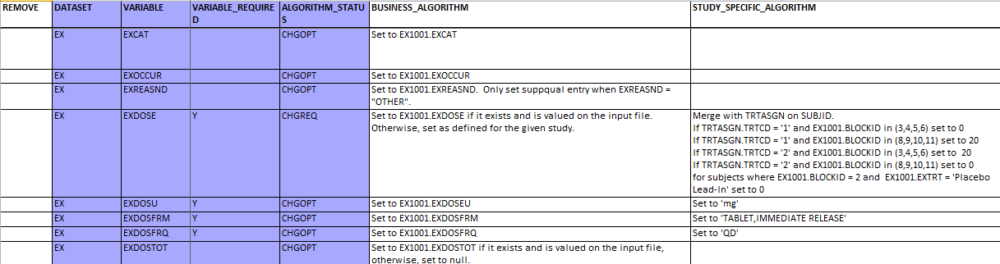 REMOVE DATASET VARIABLE VARIABLE_REQUIRE ALGORITHM_STATU BUSINESS_ALGORITHM STUDY_SPECIFIC_ALGORITHM
D S
EX EXCAT CHGOPT Set to EX1001.EXCAT
EX EXOCCUR CHGOPT Set to EX1001.EXOCCUR
EX EXREASND CHGOPT Set to EX1001.EXREASND.  Only set suppqual entry when EXREASND =
"OTHER".
EX EXDOSE Y CHGREQ Set to EX1001.EXDOSE if it exists and is valued on the input file. Merge with TRTASGN on SUBJID.
Otherwise, set as defined for the given study. If TRTASGN.TRTCD = '1' and EX1001.BLOCKID in (3,4,5,6) set to 0
If TRTASGN.TRTCD = '1' and EX1001.BLOCKID in (8,9,10,11) set to 20
If TRTASGN.TRTCD = '2' and EX1001.BLOCKID in (3,4,5,6) set to  20
If TRTASGN.TRTCD = '2' and EX1001.BLOCKID in (8,9,10,11) set to 0
for subjects where EX1001.BLOCKID = 2 and  EX1001.EXTRT = 'Placebo
Lead-In' set to 0
EX EXDOSU Y CHGOPT Set to EX1001.EXDOSEU Set to 'mg'
EX EXDOSFRM Y CHGOPT Set to EX1001.EXDOSFRM Set to 'TABLET,IMMEDIATE RELEASE'
EX EXDOSFRQ Y CHGOPT Set to EX1001.EXDOSFRQ Set to 'QD'
EX EXDOSTOT CHGOPT Set to EX1001.EXDOSTOT if it exists and is valued on the input file,
otherwise, set to null.